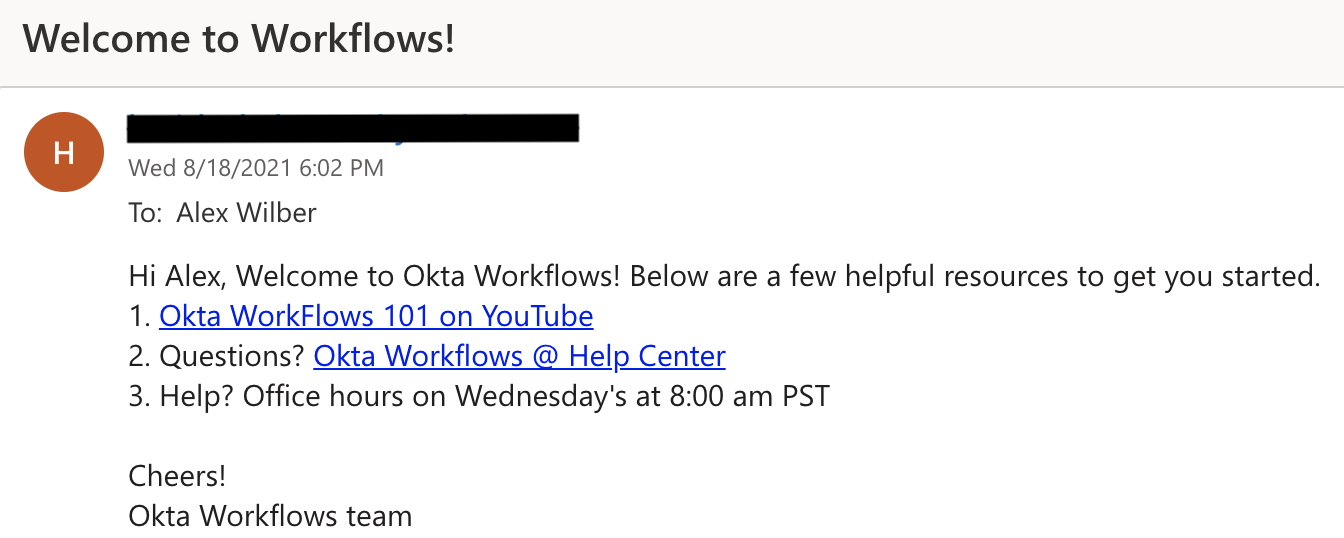 Welcome to Workflows!
H
Wed 8/18/2021 6:02 PM
To: Alex Wilber
Hi Alex, Welcome to Okta Workflows! Below are a few helpful resources to get you started.
1. Okta WorkFlows 101 on YouTube
2. Questions? Okta Workflows @ Help Center
3. Help? Office hours on Wednesday's at 8:00 am PST
Cheers!
Okta Workflows team